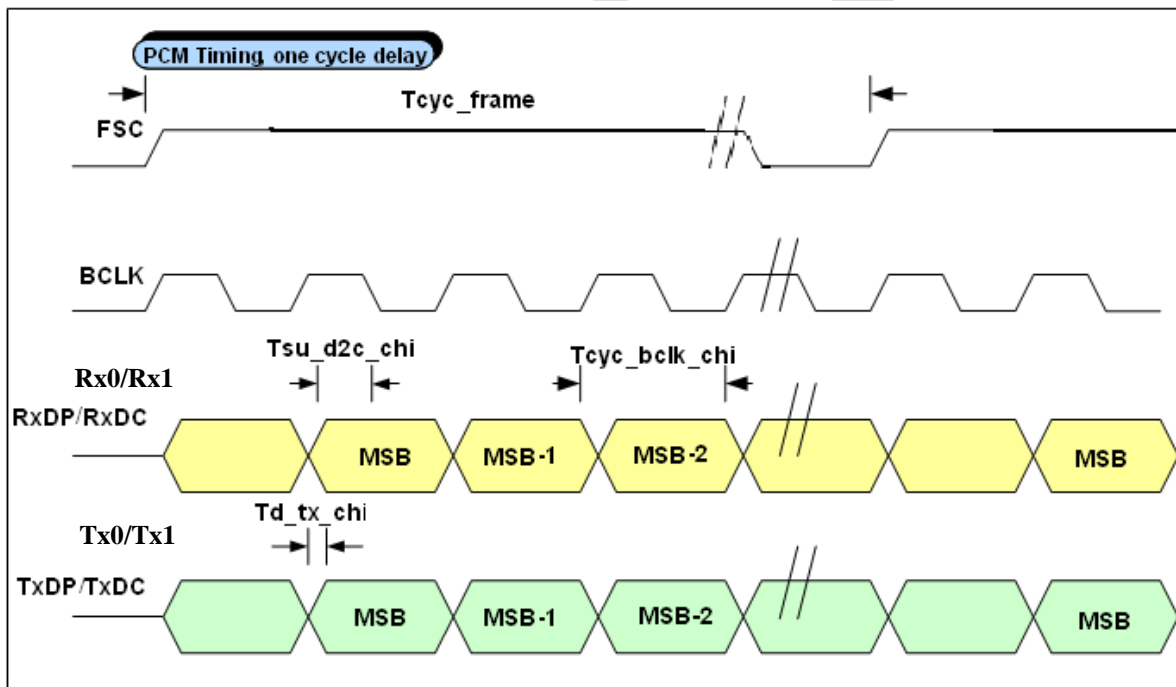 PCM Timing, one cycle delay
Tcyc_frame
FSC
BCLK
Tsu_d2c_chi
Tcyc_bclk_chi
Rx0/Rx1
RxDP/RxDC
MSB
MSB-1
MSB-2
MSB
Td_tx_chi
Tx0/Tx1
TxDP/TxDC
MSB
MSB-1
MSB-2
MSB